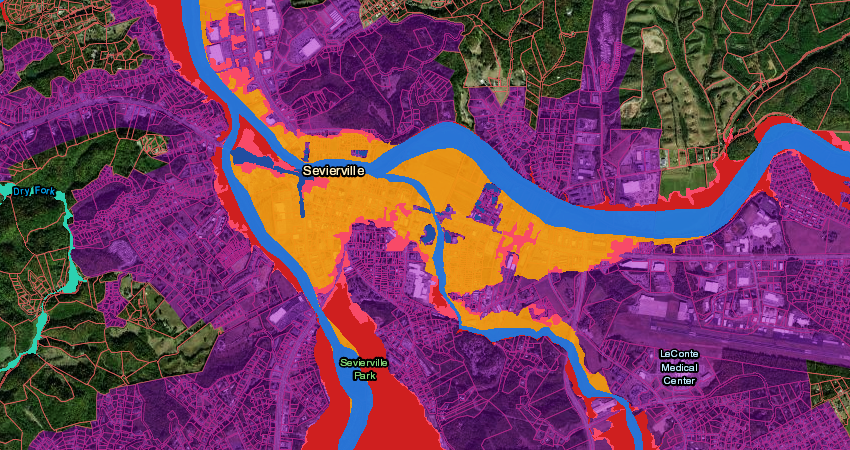 Sevierville
Dry Fork
Sevierville
Park
LeConte
Medical
Center